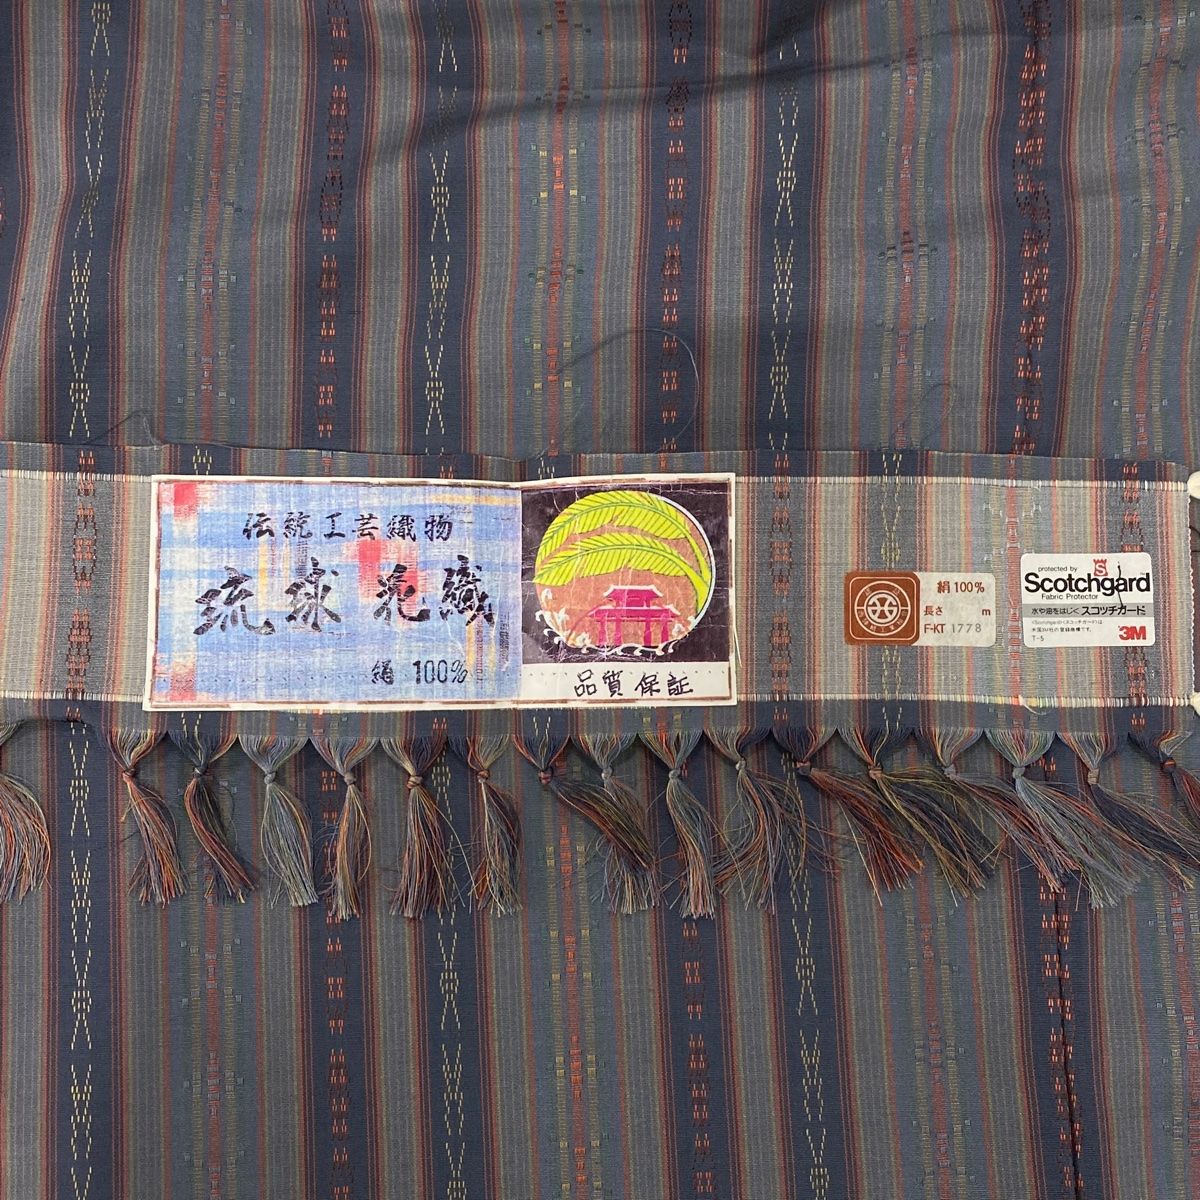 伝統工芸織物
琉球花織
絹 100%
品質保証
絹 100%
長さ m
F-KT 1778
protected by
Scotchgard
Fabric Protector
水や油をはじく スコッチガード
T-5
3M